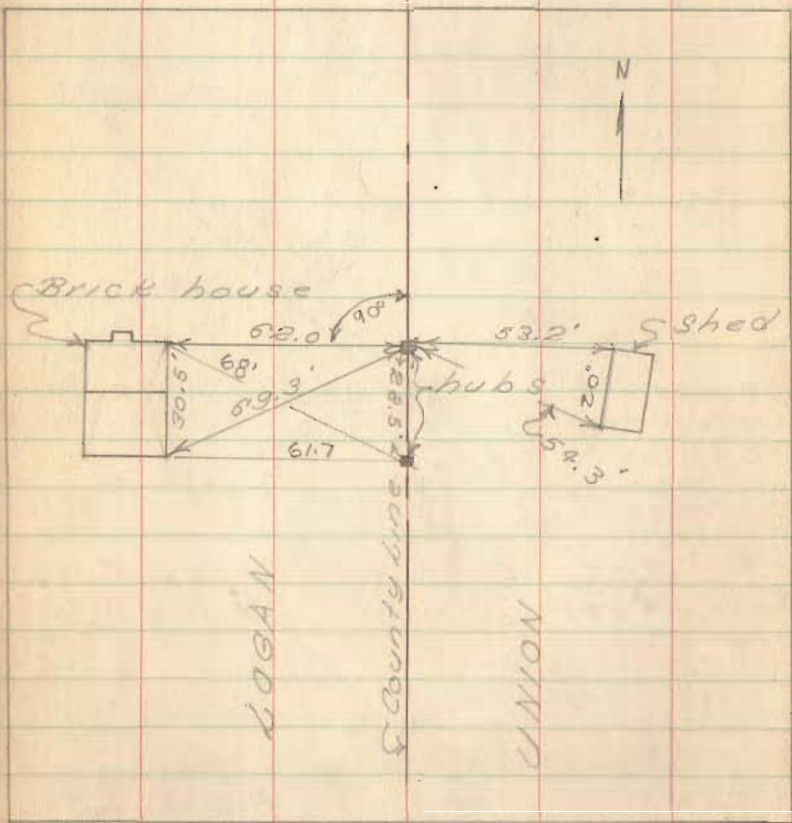 N
Brick house
90°
62.0'
53.2'
Shed
30.5'
68'
69.3'
28.5'±
hubs
20"
61.7
54.3'
LOGAN
County Line
UNION